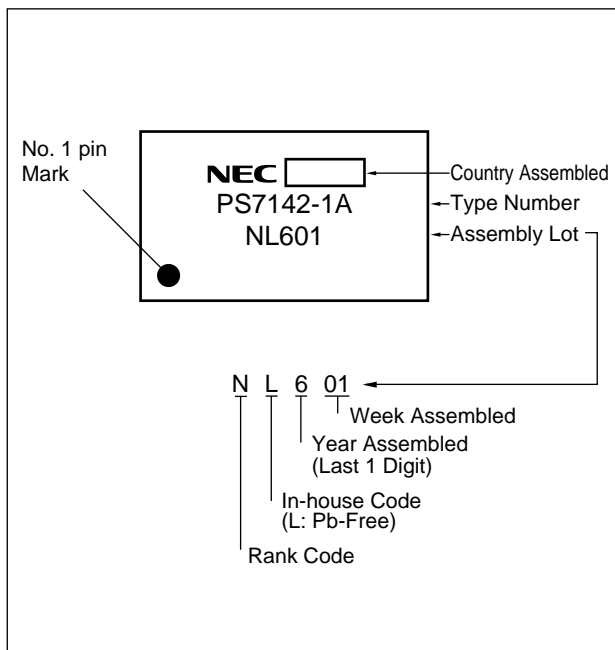 No. 1 pin
Mark
NEC
Country Assembled
PS7142-1A
Type Number
NL601
Assembly Lot
N L 6 01
Week Assembled
Year Assembled
(Last 1 Digit)
In-house Code
(L: Pb-Free)
Rank Code